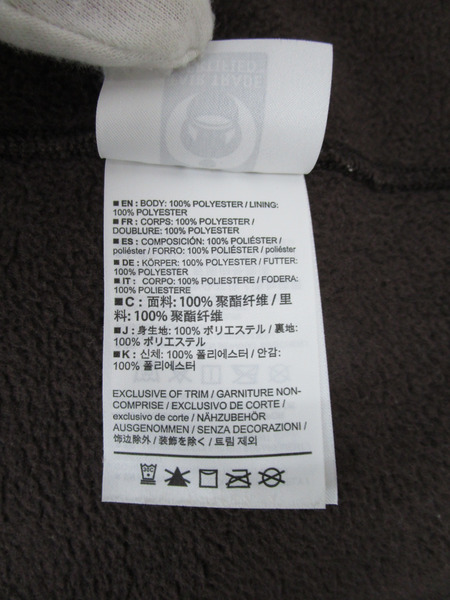 CERTIFIED
FAIR TRADE
■ EN : BODY: 100% POLYESTER / LINING:
100% POLYESTER
■ FR : CORPS: 100% POLYESTER /
DOUBLURE: 100% POLYESTER
■ ES : COMPOSICIÓN: 100% POLIÉSTER /
poliéster / FORRO: 100% POLIÉSTER / poliéster
■ DE : KÖRPER: 100% POLYESTER / FUTTER:
100% POLYESTER
■ IT : CORPO: 100% POLIESTERE / FODERA:
100% POLIESTERE
■ C : 面料: 100% 聚酯纤维 / 里
料: 100% 聚酯纤维
■ J : 身生地: 100% ポリエステル / 裏地:
100% ポリエステル
■ K : 신체: 100% 폴리에스터 / 안감:
100% 폴리에스터
EXCLUSIVE OF TRIM / GARNITURE NON-
COMPRISE / EXCLUSIVO DE CORTE /
exclusivo de corte / NÄHZUBEHÖR
AUSGENOMMEN / SENZA DECORAZIONI /
饰边除外 / 装飾を除く / 트림 제외